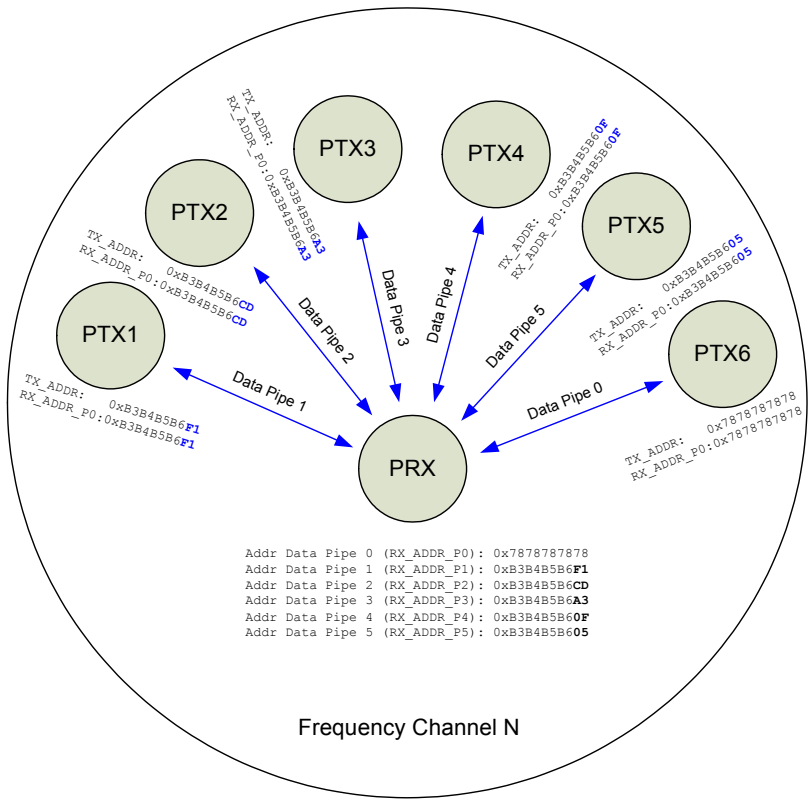 PTX3
PTX4
PTX2
PTX5
PTX1
PTX6
PRX
TX_ADDR: 0xB3B4B5B6A3
RX_ADDR_P0:0xB3B4B5B6A3
TX_ADDR: 0xB3B4B5B60F
RX_ADDR_P0:0xB3B4B5B60F
TX_ADDR: 0xB3B4B5B6CD
RX_ADDR_P0:0xB3B4B5B6CD
TX_ADDR: 0xB3B4B5B605
RX_ADDR_P0:0xB3B4B5B605
TX_ADDR: 0xB3B4B5B6F1
RX_ADDR_P0:0xB3B4B5B6F1
TX_ADDR: 0x7878787878
RX_ADDR_P0:0x7878787878
Data Pipe 1
Data Pipe 2
Data Pipe 3
Data Pipe 4
Data Pipe 5
Data Pipe 0
Addr Data Pipe 0 (RX_ADDR_P0): 0x7878787878
Addr Data Pipe 1 (RX_ADDR_P1): 0xB3B4B5B6F1
Addr Data Pipe 2 (RX_ADDR_P2): 0xB3B4B5B6CD
Addr Data Pipe 3 (RX_ADDR_P3): 0xB3B4B5B6A3
Addr Data Pipe 4 (RX_ADDR_P4): 0xB3B4B5B60F
Addr Data Pipe 5 (RX_ADDR_P5): 0xB3B4B5B605
Frequency Channel N